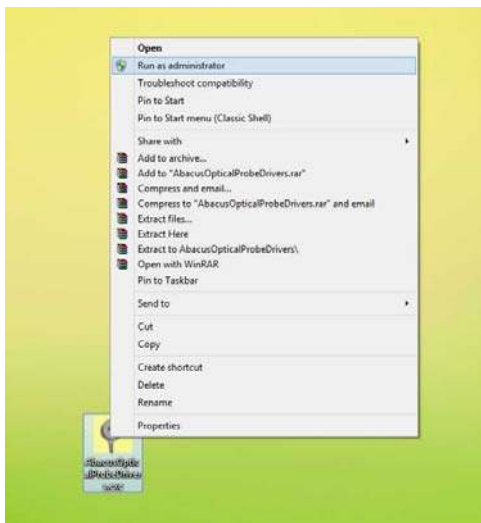 Open
Run as administrator
Troubleshoot compatibility
Pin to Start
Pin to Start menu (Classic Shell)
Share with
Add to archive...
Add to "AbacusOpticalProbeDrivers.rar"
Compress and email...
Compress to "AbacusOpticalProbeDrivers.rar" and email
Extract files...
Extract Here
Extract to AbacusOpticalProbeDrivers\
Open with WinRAR
Pin to Taskbar
Send to
Cut
Copy
Create shortcut
Delete
Rename
Properties
AbacusOptic
alProbeDriver